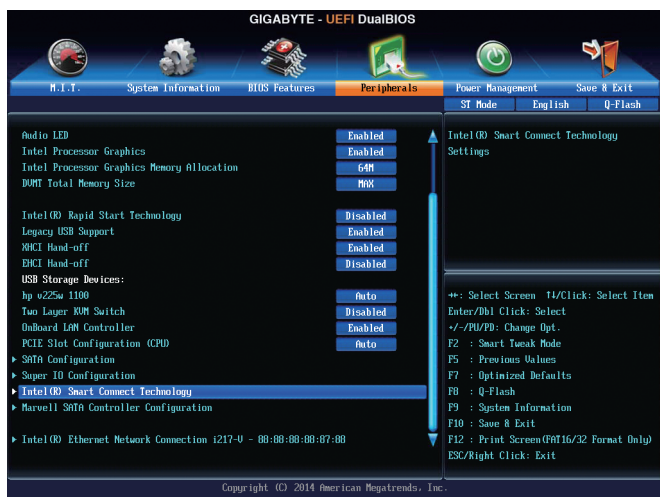 GIGABYTE - UEFI DualBIOS
M.I.T.
System Information
BIOS Features
Peripherals
Power Management
Save & Exit
ST Mode
English
Q-Flash
Audio LED Enabled
Intel Processor Graphics Enabled
Intel Processor Graphics Memory Allocation 64M
DVMT Total Memory Size MAX
Intel(R) Rapid Start Technology Disabled
Legacy USB Support Enabled
XHCI Hand-off Enabled
EHCI Hand-off Disabled
USB Storage Devices:
hp v225w 1100 Auto
Two Layer KVM Switch Disabled
OnBoard LAN Controller Enabled
PCIE Slot Configuration (CPU) Auto
SATA Configuration
Super IO Configuration
Intel(R) Smart Connect Technology
Marvell SATA Controller Configuration
Intel(R) Ethernet Network Connection i217-V - 88:88:88:88:87:88
Intel(R) Smart Connect Technology
Settings
→←: Select Screen ↑↓/Click: Select Item
Enter/Dbl Click: Select
+/-/PU/PD: Change Opt.
F2 : Smart Tweak Mode
F5 : Previous Values
F7 : Optimized Defaults
F8 : Q-Flash
F9 : System Information
F10 : Save & Exit
F12 : Print Screen(FAT16/32 Format Only)
ESC/Right Click: Exit
Copyright (C) 2014 American Megatrends, Inc.